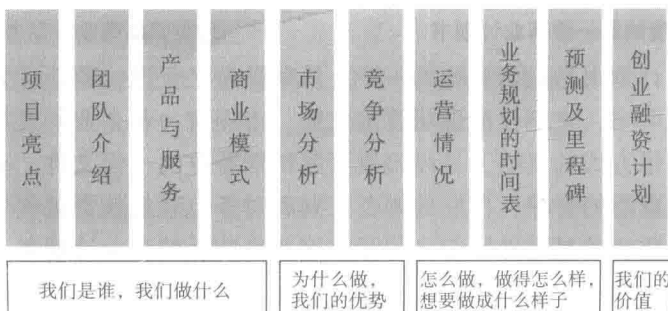 项目亮点
团队介绍
产品与服务
商业模式
市场分析
竞争分析
运营情况
业务规划的时间表
预测及里程碑
创业融资计划
我们是谁，我们做什么
为什么做，
我们的优势
怎么做，做得怎么样，
想要做成什么样子
我们的
价值